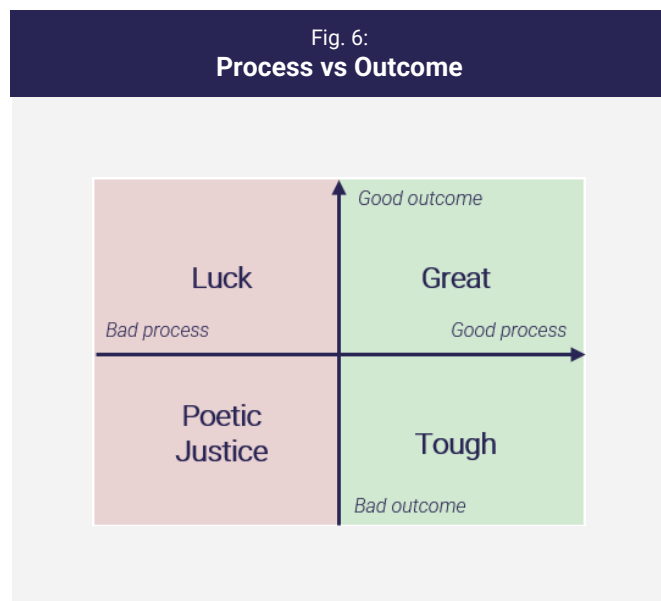 Fig. 6:
Process vs Outcome
Good outcome
Luck
Great
Bad process
Good process
Poetic
Justice
Tough
Bad outcome